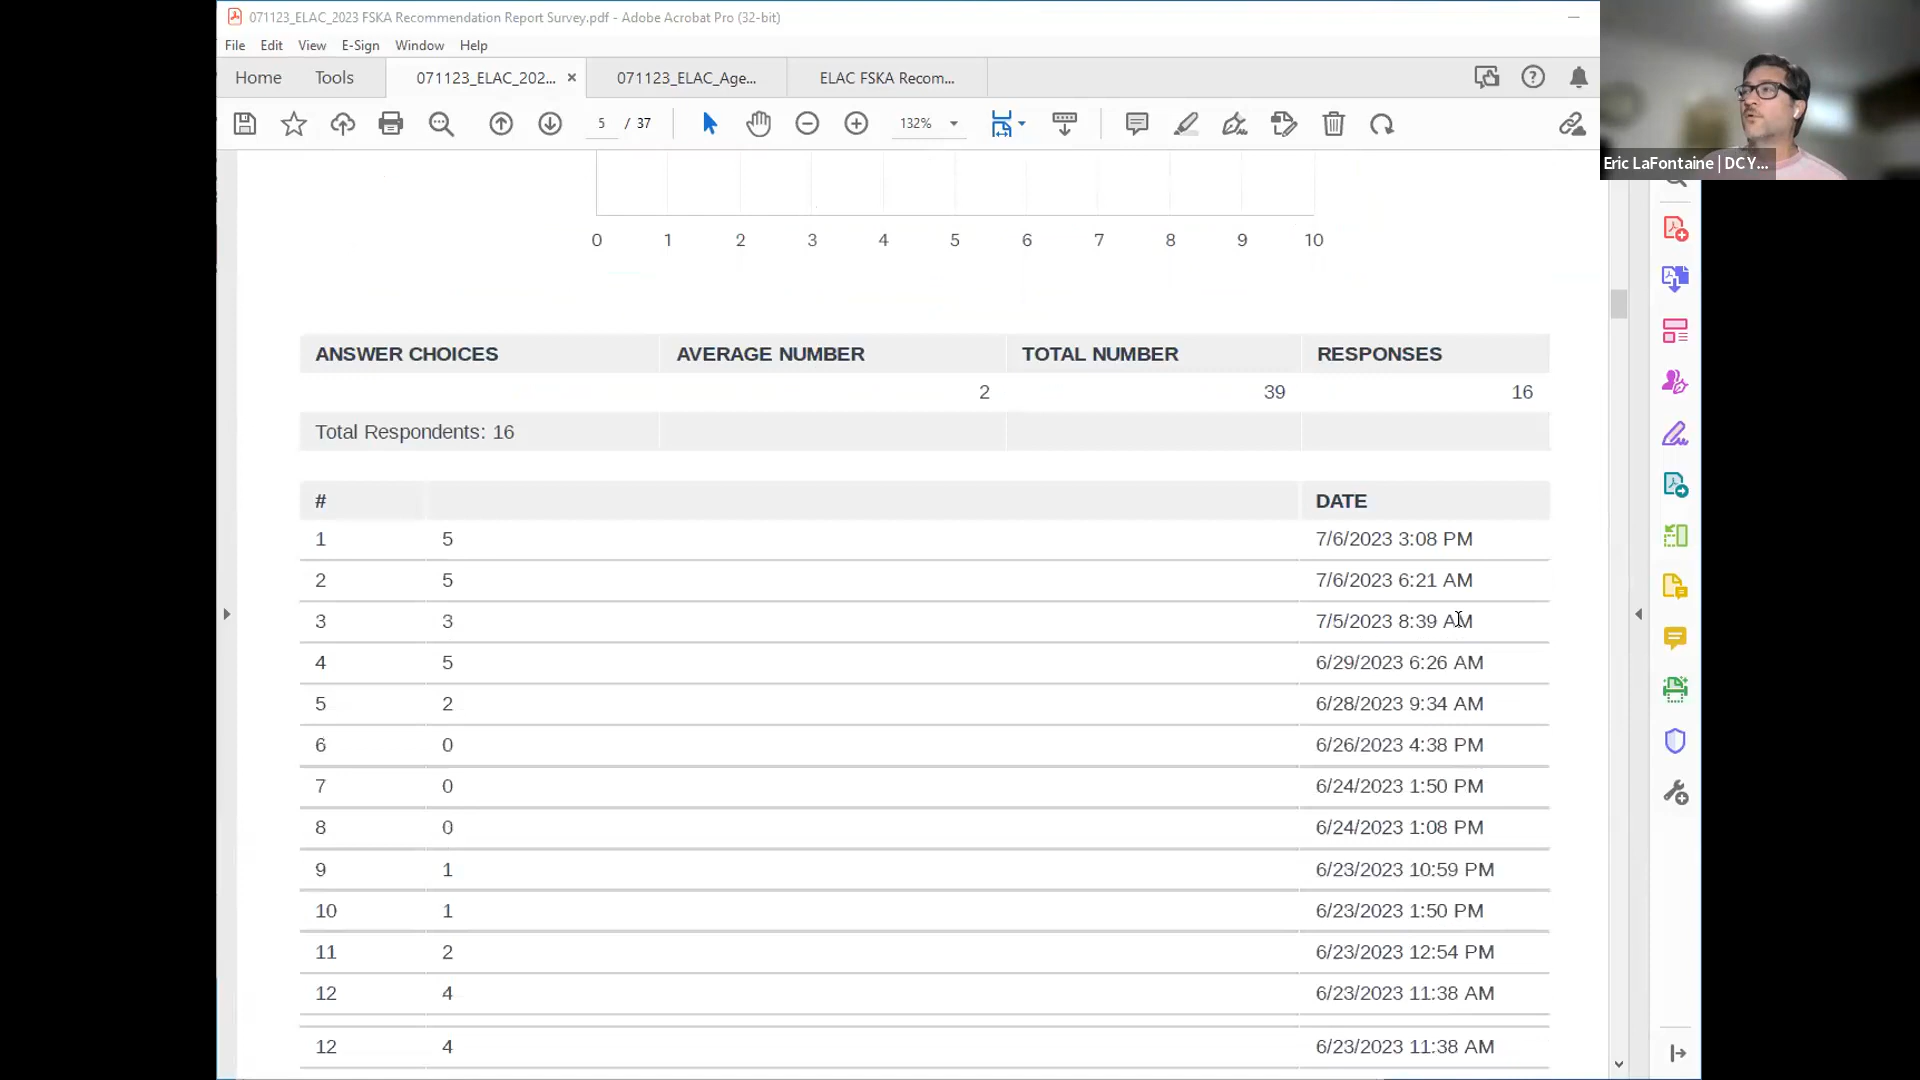 071123_ELAC_2023 FSKA Recommendation Report Survey.pdf - Adobe Acrobat Pro (32-bit)
File Edit View E-Sign Window Help
Home Tools 071123_ELAC_202... × 071123_ELAC_Age... ELAC FSKA Recom...
5 / 37 132%
Eric LaFontaine | DCY...
0 1 2 3 4 5 6 7 8 9 10
ANSWER CHOICES AVERAGE NUMBER TOTAL NUMBER RESPONSES
2 39 16
Total Respondents: 16
# DATE
1 5 7/6/2023 3:08 PM
2 5 7/6/2023 6:21 AM
3 3 7/5/2023 8:39 AM
4 5 6/29/2023 6:26 AM
5 2 6/28/2023 9:34 AM
6 0 6/26/2023 4:38 PM
7 0 6/24/2023 1:50 PM
8 0 6/24/2023 1:08 PM
9 1 6/23/2023 10:59 PM
10 1 6/23/2023 1:50 PM
11 2 6/23/2023 12:54 PM
12 4 6/23/2023 11:38 AM
12 4 6/23/2023 11:38 AM